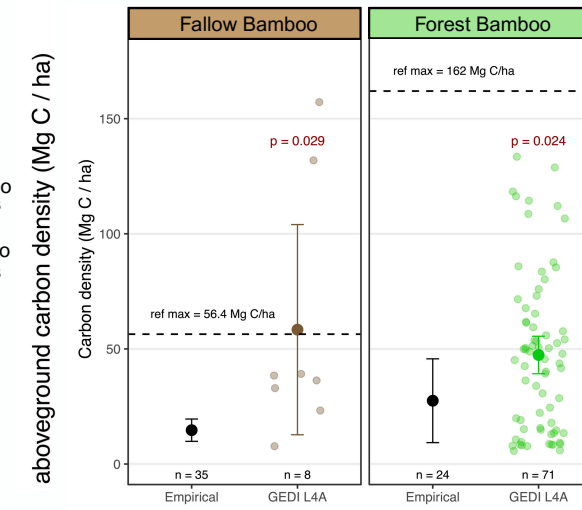 Fallow Bamboo
Forest Bamboo
aboveground carbon density (Mg C / ha)
Carbon density (Mg C / ha)
150
100
50
0
p = 0.029
ref max = 56.4 Mg C/ha
n = 35
n = 8
Empirical
GEDI L4A
ref max = 162 Mg C/ha
p = 0.024
n = 24
n = 71
Empirical
GEDI L4A